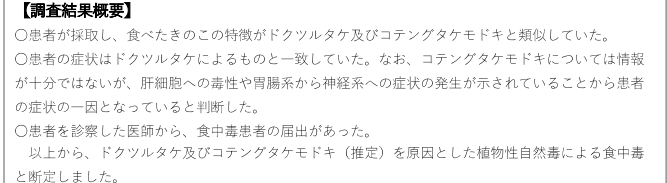 【調査結果概要】
〇患者が採取し、食べたきのこの特徴がドクツルタケ及びコテングタケモドキと類似していた。
〇患者の症状はドクツルタケによるものと一致していた。なお、コテングタケモドキについては情報
が十分ではないが、肝細胞への毒性や胃腸系から神経系への症状の発生が示されていることから患者
の症状の一因となっていると判断した。
〇患者を診察した医師から、食中毒患者の届出があった。
　以上から、ドクツルタケ及びコテングタケモドキ（推定）を原因とした植物性自然毒による食中毒
と断定しました。